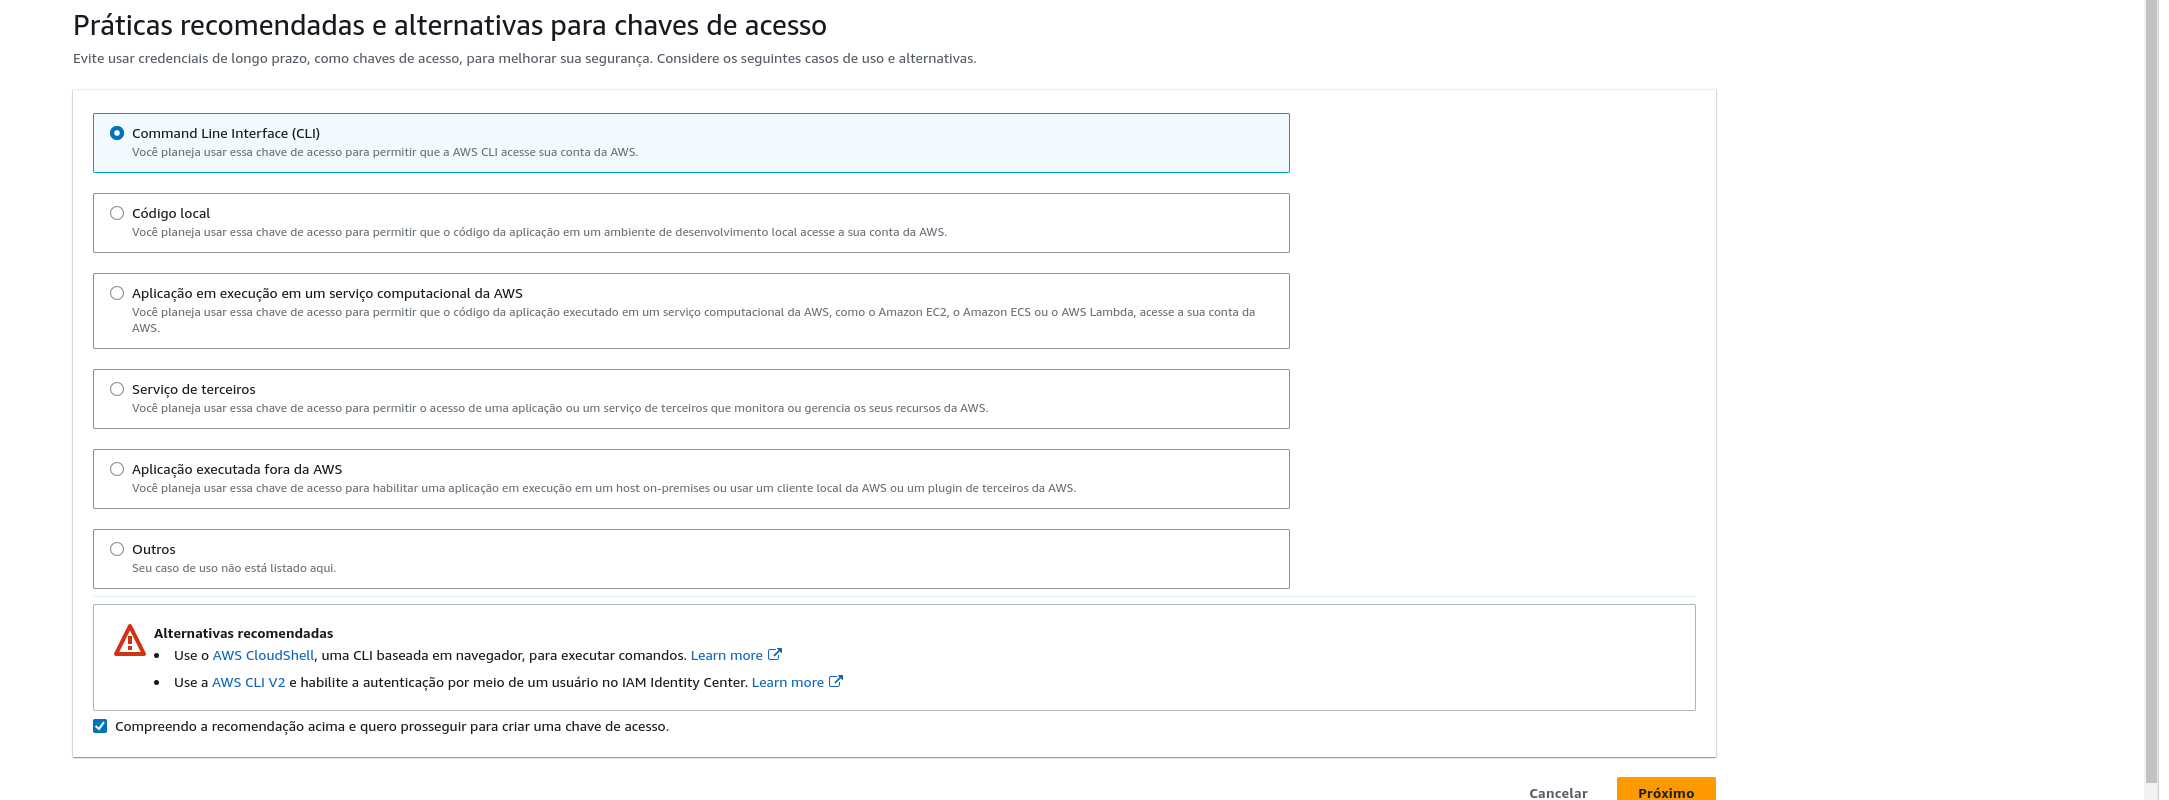 Práticas recomendadas e alternativas para chaves de acesso
Evite usar credenciais de longo prazo, como chaves de acesso, para melhorar sua segurança. Considere os seguintes casos de uso e alternativas.
Command Line Interface (CLI)
Você planeja usar essa chave de acesso para permitir que a AWS CLI acesse sua conta da AWS.
Código local
Você planeja usar essa chave de acesso para permitir que o código da aplicação em um ambiente de desenvolvimento local acesse a sua conta da AWS.
Aplicação em execução em um serviço computacional da AWS
Você planeja usar essa chave de acesso para permitir que o código da aplicação executado em um serviço computacional da AWS, como o Amazon EC2, o Amazon ECS ou o AWS Lambda, acesse a sua conta da
AWS.
Serviço de terceiros
Você planeja usar essa chave de acesso para permitir o acesso de uma aplicação ou um serviço de terceiros que monitora ou gerencia os seus recursos da AWS.
Aplicação executada fora da AWS
Você planeja usar essa chave de acesso para habilitar uma aplicação em execução em um host on-premises ou usar um cliente local da AWS ou um plugin de terceiros da AWS.
Outros
Seu caso de uso não está listado aqui.
Alternativas recomendadas
• Use o AWS CloudShell, uma CLI baseada em navegador, para executar comandos. Learn more
• Use a AWS CLI V2 e habilite a autenticação por meio de um usuário no IAM Identity Center. Learn more
Compreendo a recomendação acima e quero prosseguir para criar uma chave de acesso.
Cancelar Próximo